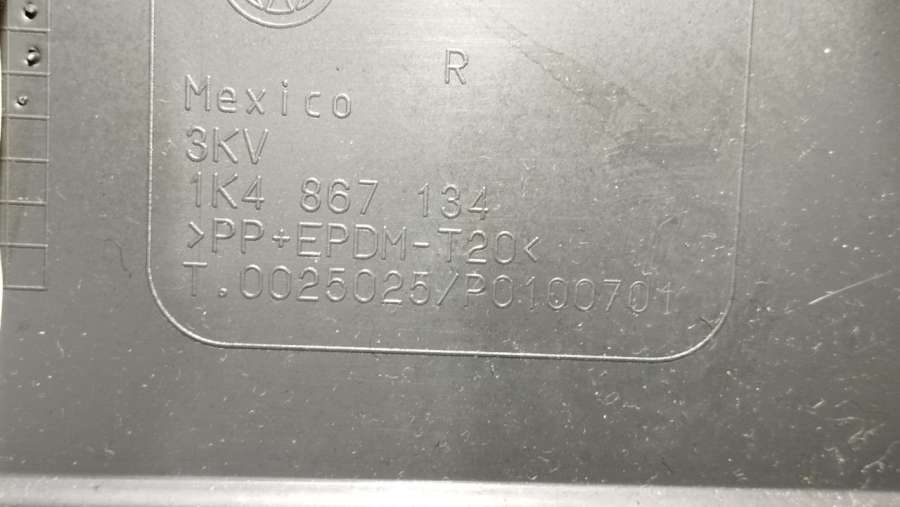 R
Mexico
3KV
1K4 867 134
>PP+EPDM-T20<
T.0025025/P0100701